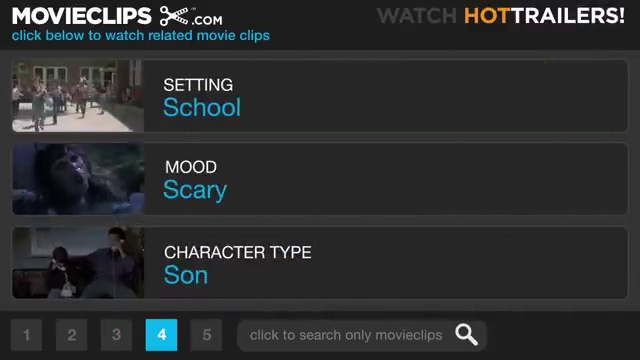 MOVIECLIPS .COM
WATCH HOTTRAILERS!
click below to watch related movie clips
SETTING
School
MOOD
Scary
CHARACTER TYPE
Son
1 2 3 4 5 click to search only movieclips